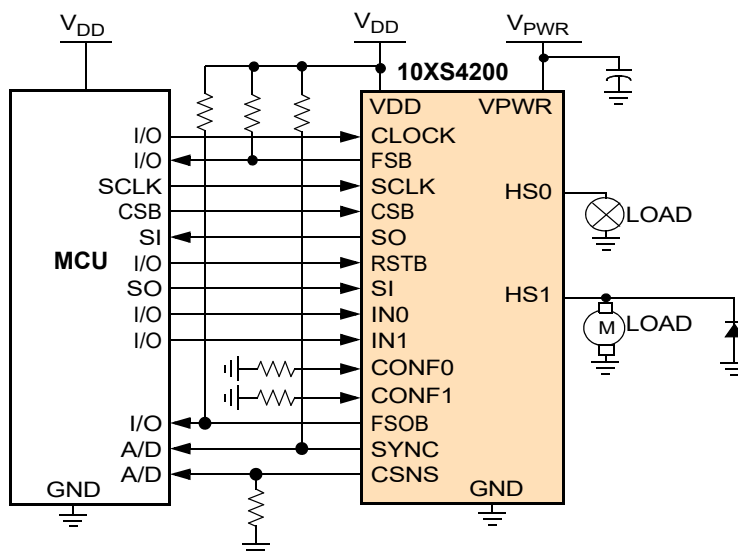 VDD
VDD
VPWR
10XS4200
VDD VPWR
I/O CLOCK
I/O FSB
SCLK SCLK
CSB CSB
SI SO
MCU
I/O RSTB
SO SI
I/O IN0
I/O IN1
CONF0
CONF1
I/O FSOB
A/D SYNC
A/D CSNS
GND GND
HS0
LOAD
HS1
M LOAD